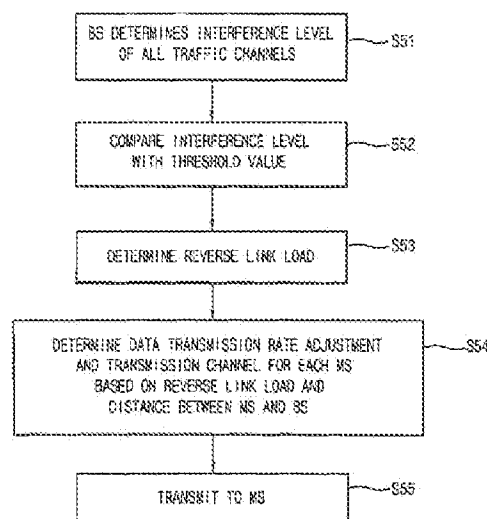 BS DETERMINES INTERFERENCE LEVEL
OF ALL TRAFFIC CHANNELS
S51
COMPARE INTERFERENCE LEVEL
WITH THRESHOLD VALUE
S52
DETERMINE REVERSE LINK LOAD
S53
DETERMINE DATA TRANSMISSION RATE ADJUSTMENT
AND TRANSMISSION CHANNEL FOR EACH MS
BASED ON REVERSE LINK LOAD AND
DISTANCE BETWEEN MS AND BS
S54
TRANSMIT TO MS
S55